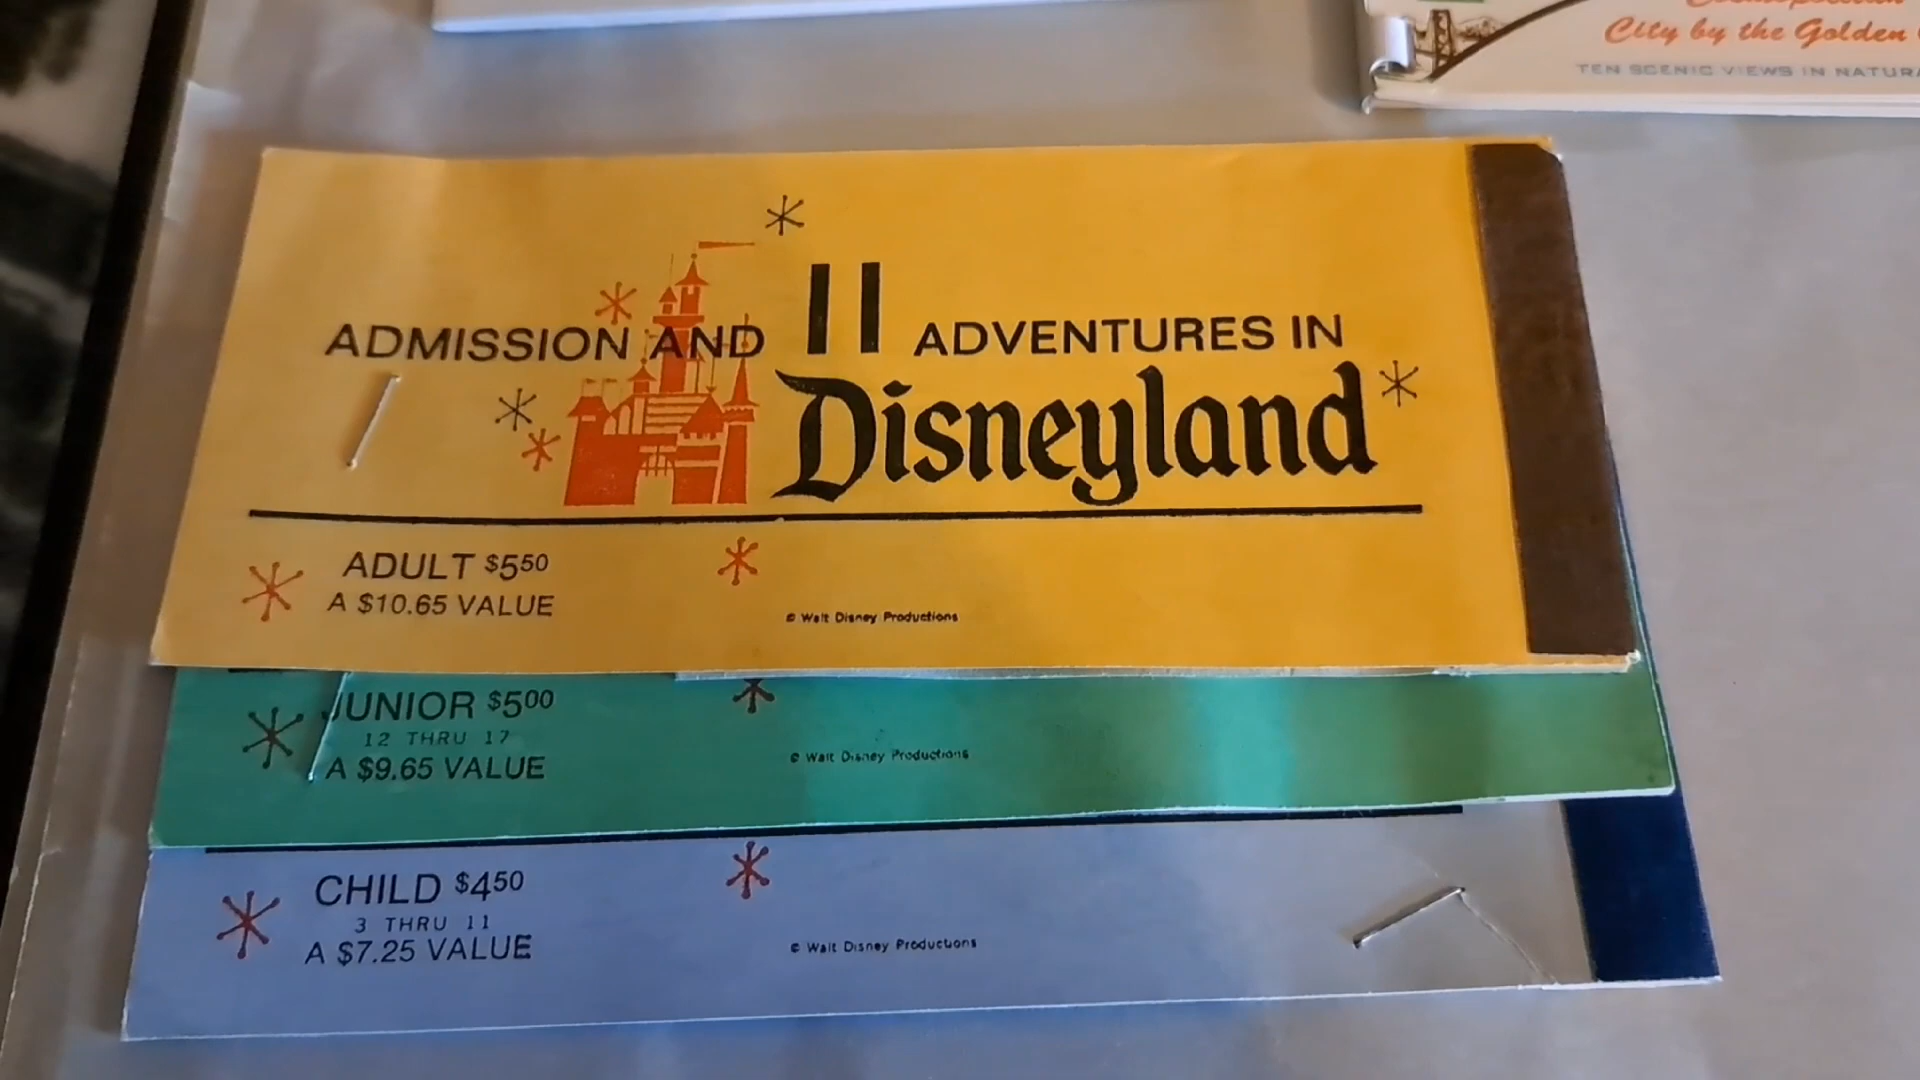 City by the Golden
TEN SCENIC VIEWS IN
ADMISSION AND 11 ADVENTURES IN
Disneyland
ADULT $5.50
A $10.65 VALUE
© Walt Disney Productions
JUNIOR $5.00
12 THRU 17
A $9.65 VALUE
© Walt Disney Productions
CHILD $4.50
3 THRU 11
A $7.25 VALUE
© Walt Disney Productions